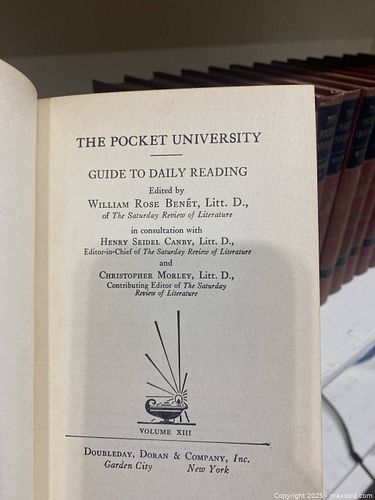 THE POCKET UNIVERSITY
GUIDE TO DAILY READING
Edited by
WILLIAM ROSE BENÉT, Litt. D.,
of The Saturday Review of Literature
in consultation with
HENRY SEIDEL CANBY, Litt. D.,
Editor-in-Chief of The Saturday Review of Literature
and
CHRISTOPHER MORLEY, Litt. D.,
Contributing Editor of The Saturday
Review of Literature
VOLUME XIII
DOUBLEDAY, DORAN & COMPANY, Inc.
Garden City New York
THE
POCKET
UNIVERSITY
Copyright © 2025 - maxsold.com